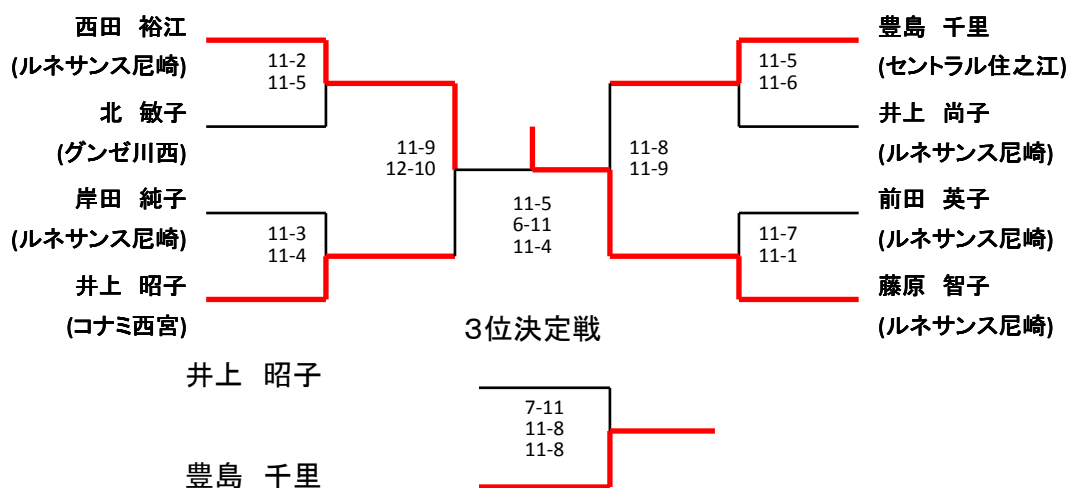 西田 裕江
(ルネサンス尼崎)
11-2
11-5
北 敏子
(グンゼ川西)
11-9
12-10
岸田 純子
(ルネサンス尼崎)
11-3
11-4
井上 昭子
(コナミ西宮)
11-5
6-11
11-4
豊島 千里
(セントラル住之江)
11-5
11-6
井上 尚子
(ルネサンス尼崎)
11-8
11-9
前田 英子
(ルネサンス尼崎)
11-7
11-1
藤原 智子
(ルネサンス尼崎)
3位決定戦
井上 昭子
7-11
11-8
11-8
豊島 千里